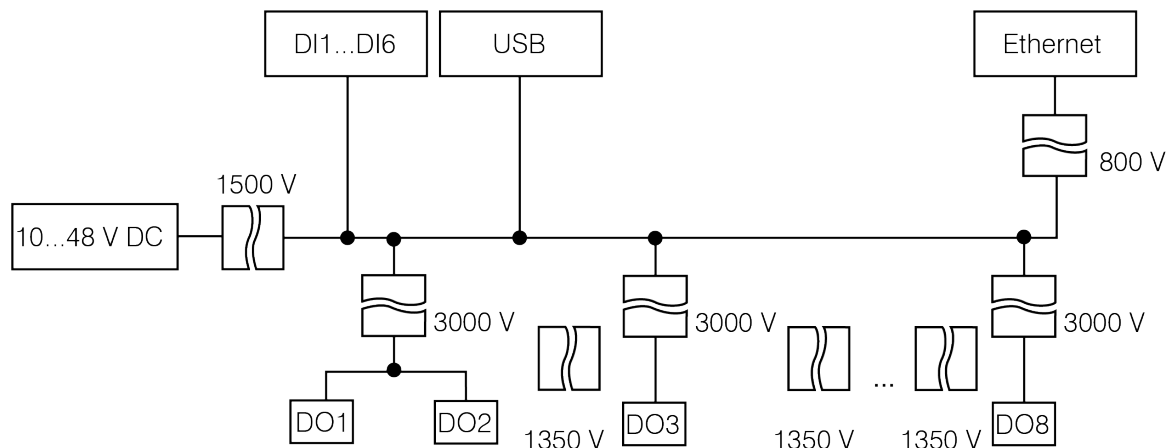 DI1...DI6
USB
Ethernet
800 V
1500 V
10...48 V DC
3000 V
3000 V
3000 V
...
DO1
DO2
DO3
DO8
1350 V
1350 V
1350 V